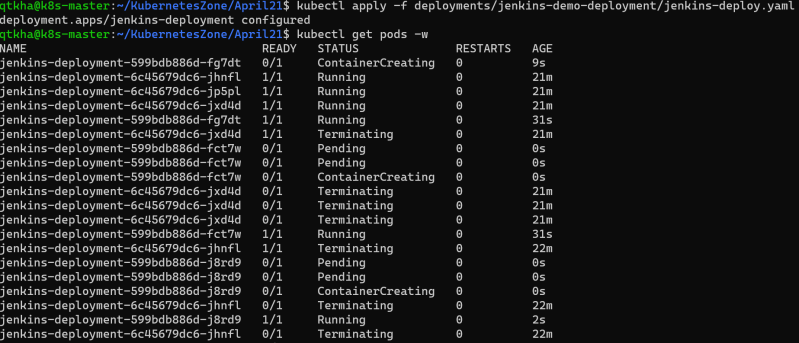 qtkha@k8s-master:~/KubernetesZone/April21$ kubectl apply -f deployments/jenkins-demo-deployment/jenkins-deploy.yaml
deployment.apps/jenkins-deployment configured
qtkha@k8s-master:~/KubernetesZone/April21$ kubectl get pods -w
NAME READY STATUS RESTARTS AGE
jenkins-deployment-599bdb886d-fg7dt 0/1 ContainerCreating 0 9s
jenkins-deployment-6c45679dc6-jhnfl 1/1 Running 0 21m
jenkins-deployment-6c45679dc6-jp5pl 1/1 Running 0 21m
jenkins-deployment-6c45679dc6-jxd4d 1/1 Running 0 21m
jenkins-deployment-599bdb886d-fg7dt 1/1 Running 0 31s
jenkins-deployment-6c45679dc6-jxd4d 1/1 Terminating 0 21m
jenkins-deployment-599bdb886d-fct7w 0/1 Pending 0 0s
jenkins-deployment-599bdb886d-fct7w 0/1 Pending 0 0s
jenkins-deployment-599bdb886d-fct7w 0/1 ContainerCreating 0 0s
jenkins-deployment-6c45679dc6-jxd4d 0/1 Terminating 0 21m
jenkins-deployment-6c45679dc6-jxd4d 0/1 Terminating 0 21m
jenkins-deployment-6c45679dc6-jxd4d 0/1 Terminating 0 21m
jenkins-deployment-599bdb886d-fct7w 1/1 Running 0 31s
jenkins-deployment-6c45679dc6-jhnfl 1/1 Terminating 0 22m
jenkins-deployment-599bdb886d-j8rd9 0/1 Pending 0 0s
jenkins-deployment-599bdb886d-j8rd9 0/1 Pending 0 0s
jenkins-deployment-599bdb886d-j8rd9 0/1 ContainerCreating 0 0s
jenkins-deployment-6c45679dc6-jhnfl 0/1 Terminating 0 22m
jenkins-deployment-599bdb886d-j8rd9 1/1 Running 0 2s
jenkins-deployment-6c45679dc6-jhnfl 0/1 Terminating 0 22m